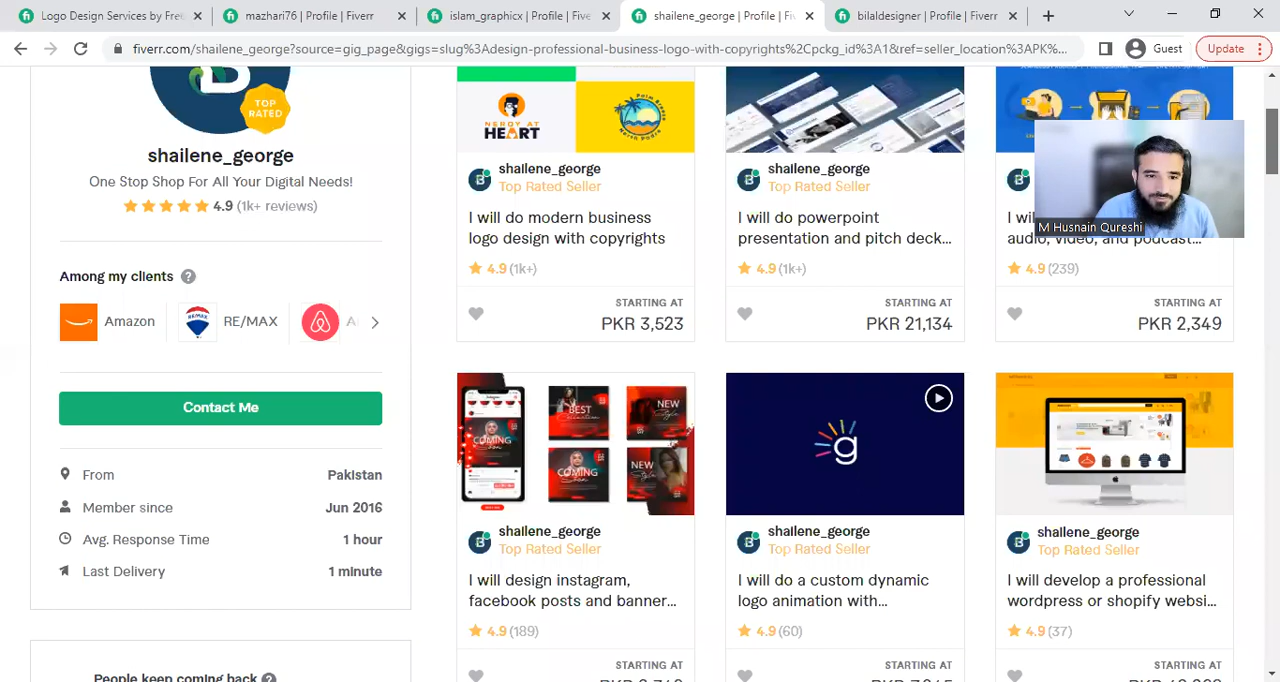 Logo Design Services by Fre
mazhari76 | Profile | Fiverr
islam_graphicx | Profile | Five
shailene_george | Profile | Fi
bilaldesigner | Profile | Fiverr
fiverr.com/shailene_george?source=gig_page&gigs=slug%3Adesign-professional-business-logo-with-copyrights%2Cpckg_id%3A1&ref=seller_location%3APK%...
Guest
Update
TOP
RATED
shailene_george
One Stop Shop For All Your Digital Needs!
4.9 (1k+ reviews)
Among my clients
Amazon
RE/MAX
Contact Me
From Pakistan
Member since Jun 2016
Avg. Response Time 1 hour
Last Delivery 1 minute
People keep coming back
NERDY AT
HEART
shailene_george
Top Rated Seller
I will do modern business
logo design with copyrights
4.9 (1k+)
STARTING AT
PKR 3,523
shailene_george
Top Rated Seller
I will do powerpoint
presentation and pitch deck...
4.9 (1k+)
STARTING AT
PKR 21,134
M Husnain Qureshi
I wil
audio, video, and podcast...
4.9 (239)
STARTING AT
PKR 2,349
COMING
BEST
NEW
COMING
NEW
shailene_george
Top Rated Seller
I will design instagram,
facebook posts and banner...
4.9 (189)
STARTING AT
g
shailene_george
Top Rated Seller
I will do a custom dynamic
logo animation with...
4.9 (60)
STARTING AT
shailene_george
Top Rated Seller
I will develop a professional
wordpress or shopify websi...
4.9 (37)
STARTING AT